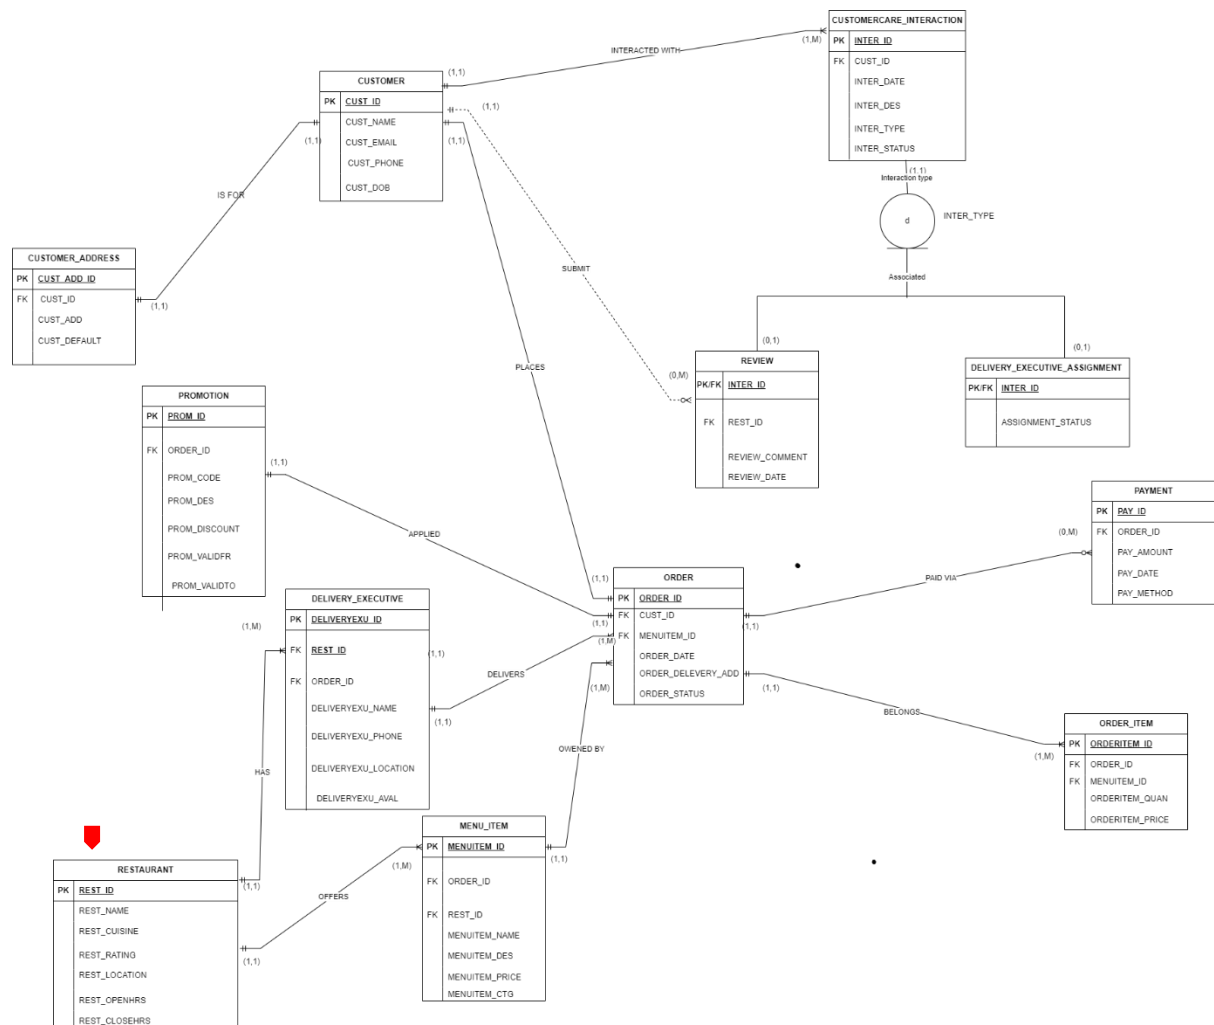 CUSTOMERCARE_INTERACTION
PK INTER_ID
FK CUST_ID
INTER_DATE
INTER_DES
INTER_TYPE
INTER_STATUS
(1,M)
INTERACTED WITH
(1,1)
CUSTOMER
PK CUST_ID
CUST_NAME
CUST_EMAIL
CUST_PHONE
CUST_DOB
(1,1)
(1,1)
(1,1)
(1,1)
Interaction type
d
INTER_TYPE
Associated
IS FOR
CUSTOMER_ADDRESS
PK CUST_ADD_ID
FK CUST_ID
CUST_ADD
CUST_DEFAULT
(1,1)
SUBMIT
(0,1)
(0,1)
REVIEW
PK/FK INTER_ID
FK REST_ID
REVIEW_COMMENT
REVIEW_DATE
(0,M)
DELIVERY_EXECUTIVE_ASSIGNMENT
PK/FK INTER_ID
ASSIGNMENT_STATUS
PLACES
PROMOTION
PK PROM_ID
FK ORDER_ID
PROM_CODE
PROM_DES
PROM_DISCOUNT
PROM_VALIDFR
PROM_VALIDTO
(1,1)
APPLIED
PAYMENT
PK PAY_ID
FK ORDER_ID
PAY_AMOUNT
PAY_DATE
PAY_METHOD
(0,M)
PAID VIA
(1,1)
ORDER
PK ORDER_ID
FK CUST_ID
FK MENUITEM_ID
ORDER_DATE
ORDER_DELEVERY_ADD
ORDER_STATUS
(1,1)
(1,1)
(1,M)
(1,M)
(1,1)
DELIVERY_EXECUTIVE
PK DELIVERYEXU_ID
FK REST_ID
FK ORDER_ID
DELIVERYEXU_NAME
DELIVERYEXU_PHONE
DELIVERYEXU_LOCATION
DELIVERYEXU_AVAL
(1,M)
(1,1)
(1,1)
DELIVERS
BELONGS
ORDER_ITEM
PK ORDERITEM_ID
FK ORDER_ID
FK MENUITEM_ID
ORDERITEM_QUAN
ORDERITEM_PRICE
(1,M)
OWENED BY
HAS
MENU_ITEM
PK MENUITEM_ID
FK ORDER_ID
FK REST_ID
MENUITEM_NAME
MENUITEM_DES
MENUITEM_PRICE
MENUITEM_CTG
(1,1)
(1,M)
OFFERS
RESTAURANT
PK REST_ID
REST_NAME
REST_CUISINE
REST_RATING
REST_LOCATION
REST_OPENHRS
REST_CLOSEHRS
(1,1)
(1,1)